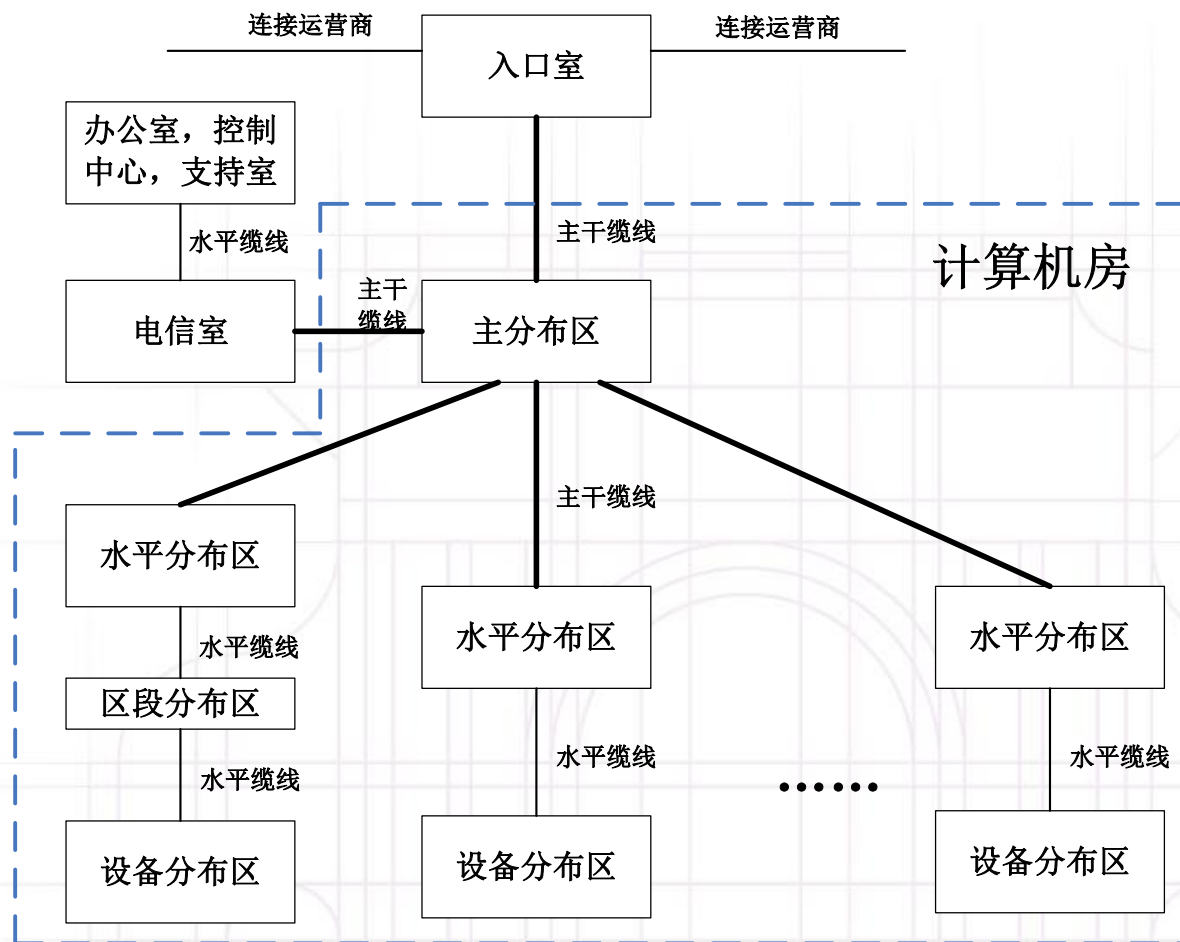 连接运营商
连接运营商
入口室
办公室，控制
中心，支持室
水平缆线
主干缆线
计算机房
主干
缆线
电信室
主分布区
主干缆线
水平分布区
水平分布区
水平分布区
水平缆线
区段分布区
水平缆线
水平缆线
水平缆线
......
设备分布区
设备分布区
设备分布区